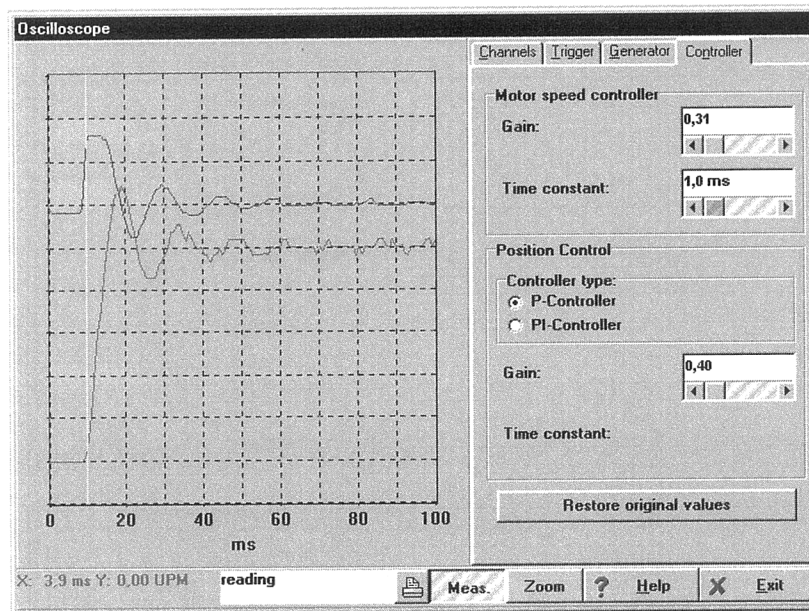 Oscilloscope
Channels Trigger Generator Controller
Motor speed controller
Gain: 0,31
Time constant: 1,0 ms
Position Control
Controller type:
P-Controller
PI-Controller
Gain: 0,40
Time constant:
Restore original values
0 20 40 60 80 100
ms
X: 3,9 ms Y: 0,00 UPM reading Meas. Zoom ? Help X Exit